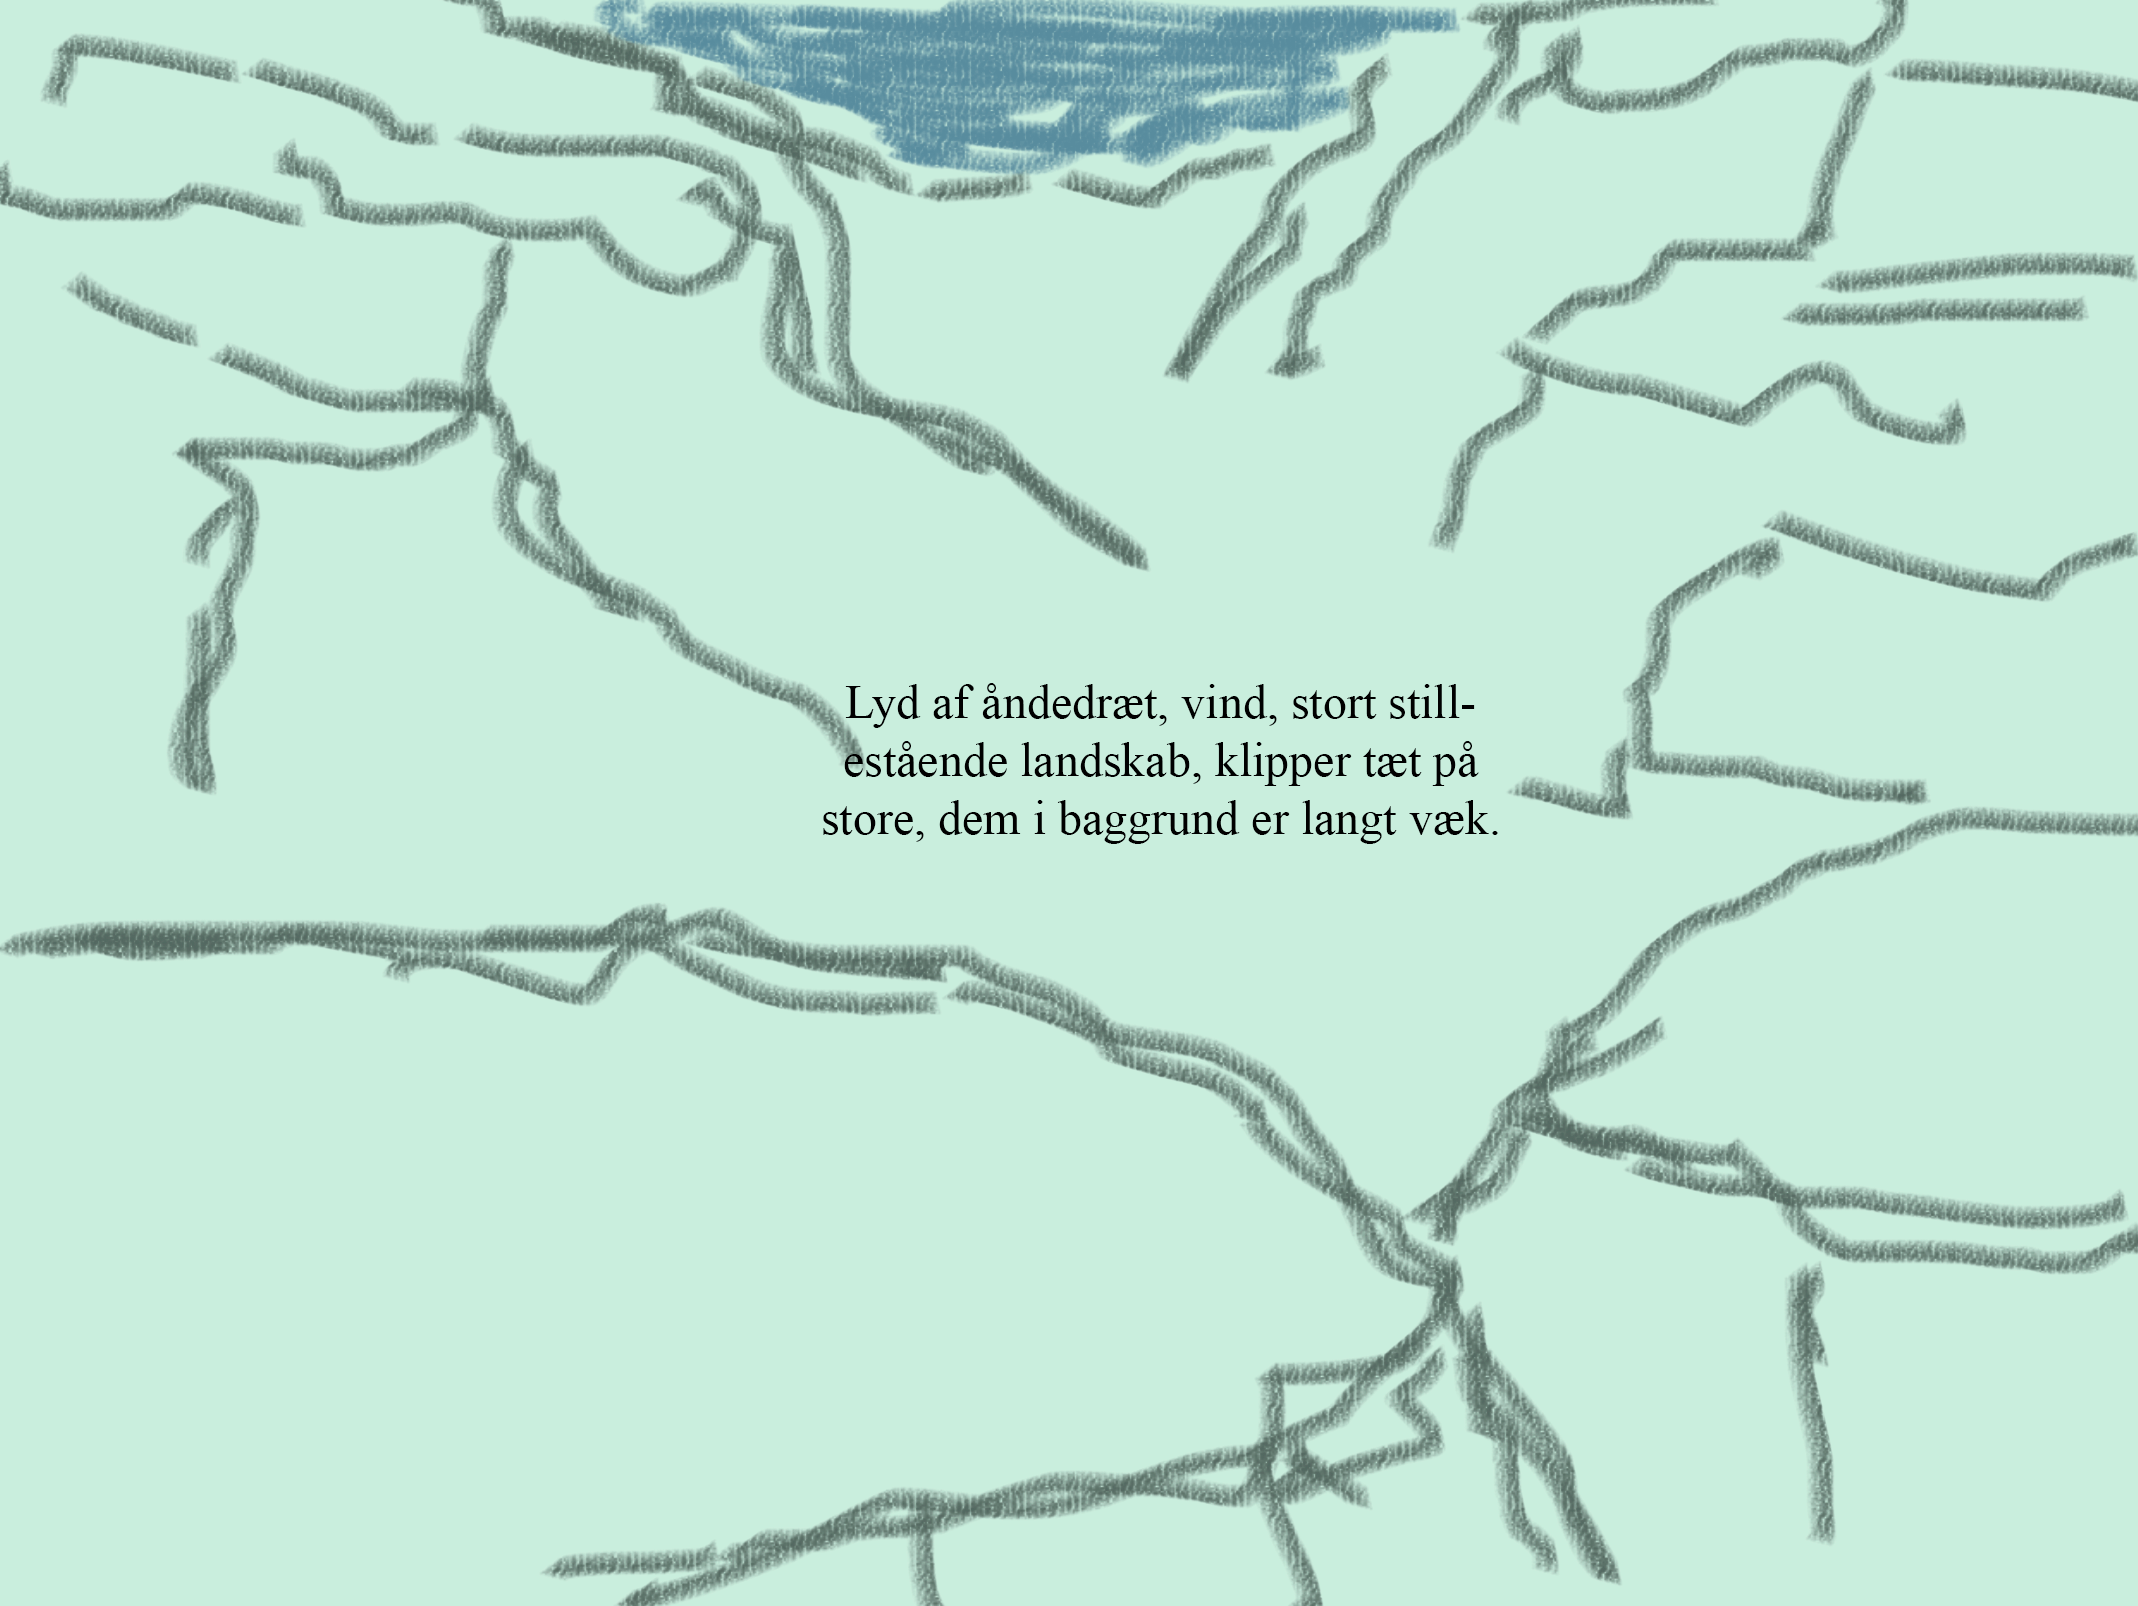 Lyd af åndedræt, vind, stort still-
estående landskab, klipper tæt på
store, dem i baggrund er langt væk.